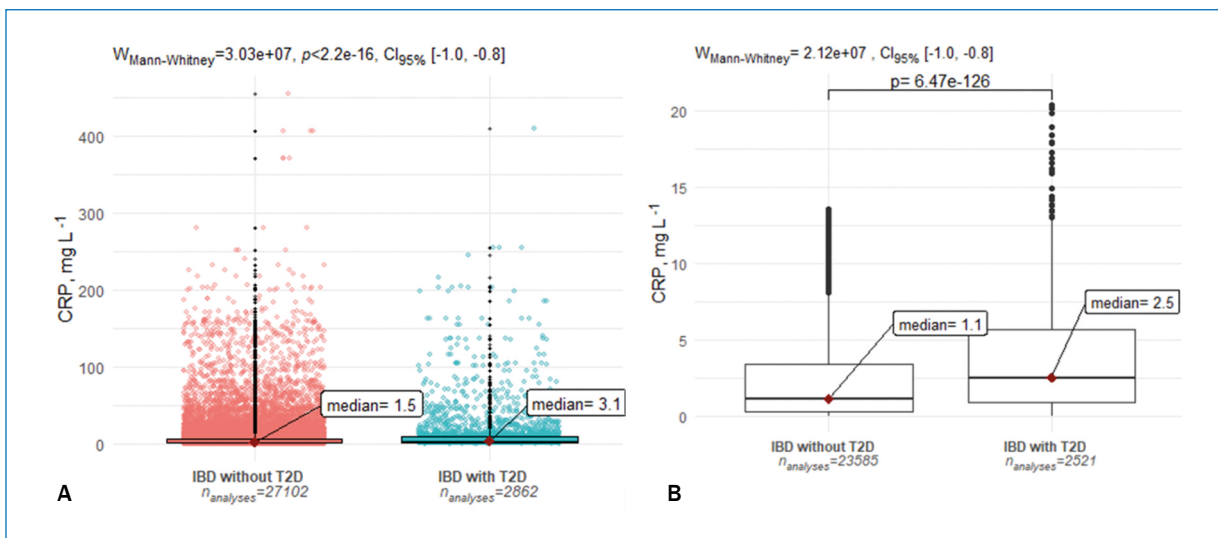 W_Mann-Whitney=3.03e+07, p<2.2e-16, CI_95% [-1.0, -0.8]
CRP, mg L^-1
400
300
200
100
0
median= 1.5
median= 3.1
IBD without T2D
n_analyses=27102
IBD with T2D
n_analyses=2862
A
W_Mann-Whitney= 2.12e+07 , CI_95% [-1.0, -0.8]
p= 6.47e-126
CRP, mg L^-1
20
15
10
5
0
median= 1.1
median= 2.5
IBD without T2D
n_analyses=23585
IBD with T2D
n_analyses=2521
B